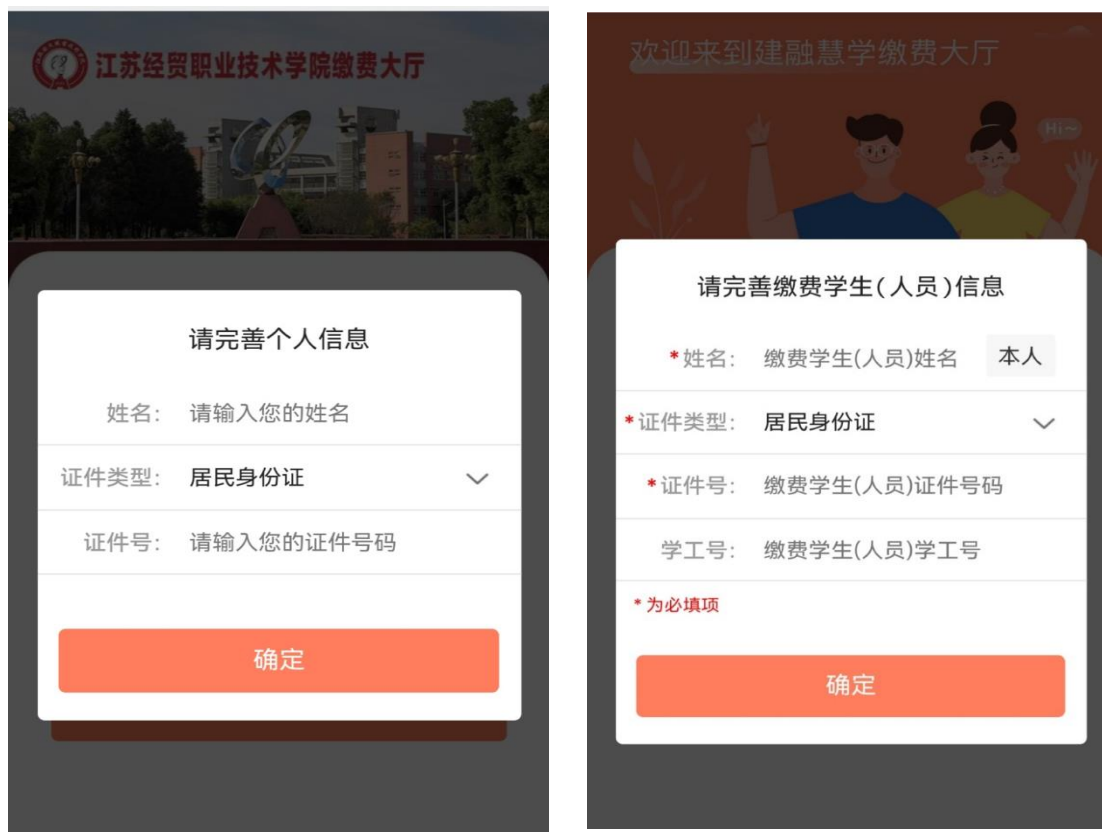 江苏经贸职业技术学院缴费大厅
请完善个人信息
姓名: 请输入您的姓名
证件类型: 居民身份证
证件号: 请输入您的证件号码
确定
欢迎来到建融慧学缴费大厅
Hi~
请完善缴费学生(人员)信息
*姓名: 缴费学生(人员)姓名 本人
*证件类型: 居民身份证
*证件号: 缴费学生(人员)证件号码
学工号: 缴费学生(人员)学工号
*为必填项
确定